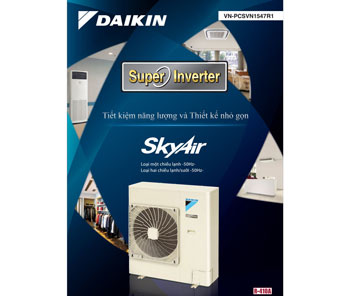 DAIKIN
VN-PCSVN1547R1
Super Inverter
Tiết kiệm năng lượng và Thiết kế nhỏ gọn
SkyAir
Loại một chiều lạnh -50Hz-
Loại hai chiều lạnh/sưởi -50Hz-
DAIKIN
R-410A